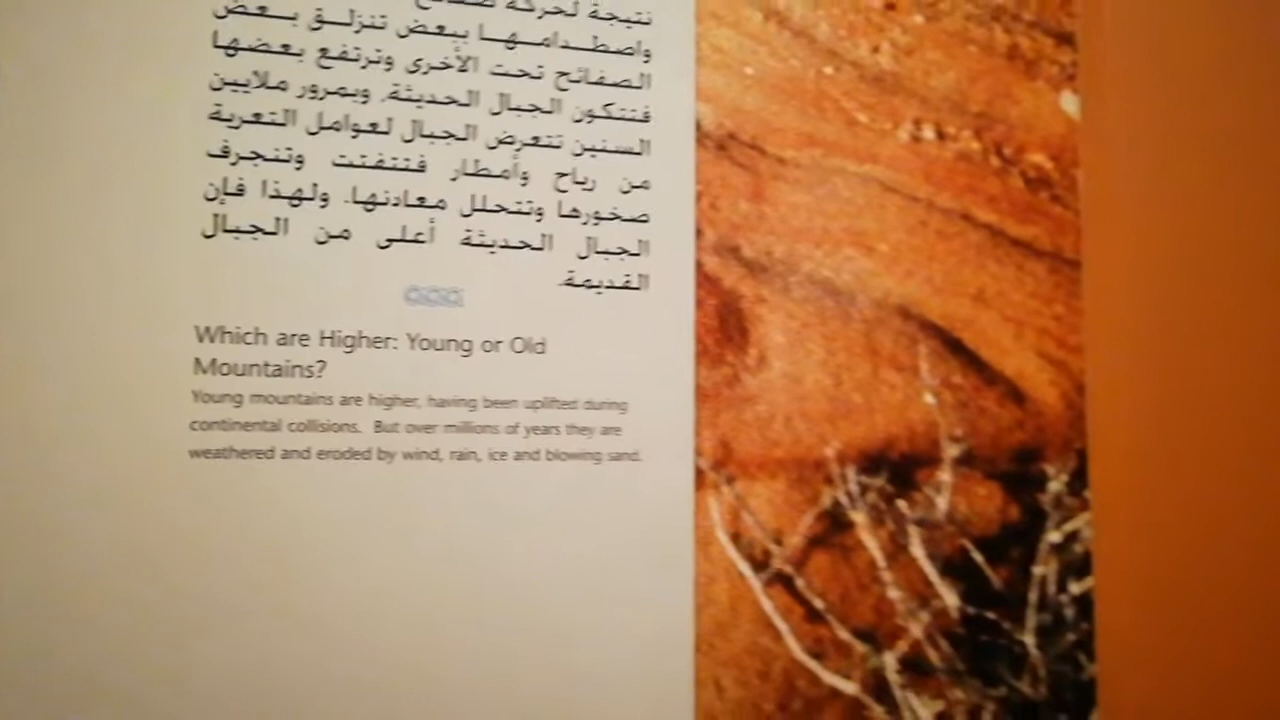 نتيجة لحركة صفائح
واصطدامها ببعض تنزلق بعض
الصفائح تحت الأخرى وترتفع بعضها
فتتكون الجبال الحديثة. وبمرور ملايين
السنين تتعرض الجبال لعوامل التعرية
من رياح وأمطار فتتفتت وتنجرف
صخورها وتتحلل معادنها. ولهذا فإن
الجبال الحديثة أعلى من الجبال
القديمة.
Which are Higher: Young or Old
Mountains?
Young mountains are higher, having been uplifted during
continental collisions. But over millions of years they are
weathered and eroded by wind, rain, ice and blowing sand.